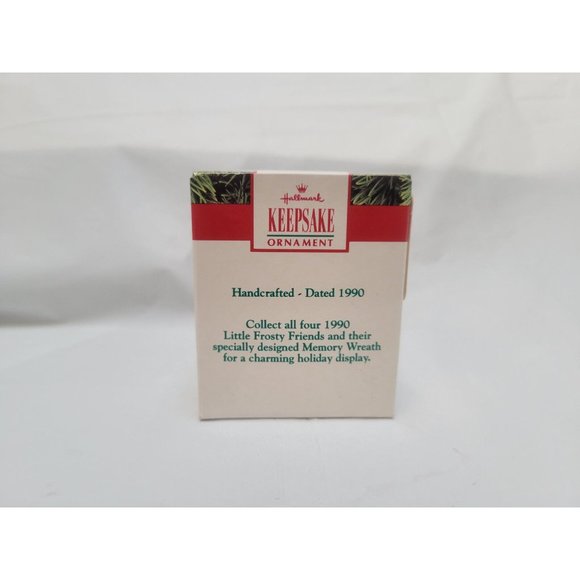 Hallmark
KEEPSAKE
ORNAMENT
Handcrafted - Dated 1990
Collect all four 1990
Little Frosty Friends and their
specially designed Memory Wreath
for a charming holiday display.